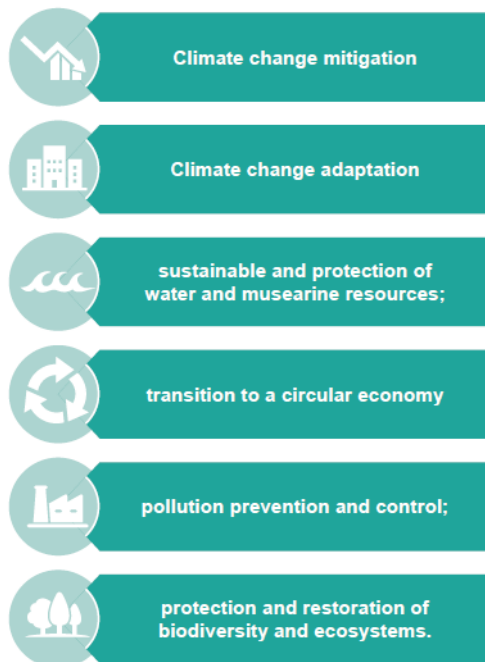 Climate change mitigation
Climate change adaptation
sustainable and protection of
water and musearine resources;
transition to a circular economy
pollution prevention and control;
protection and restoration of
biodiversity and ecosystems.